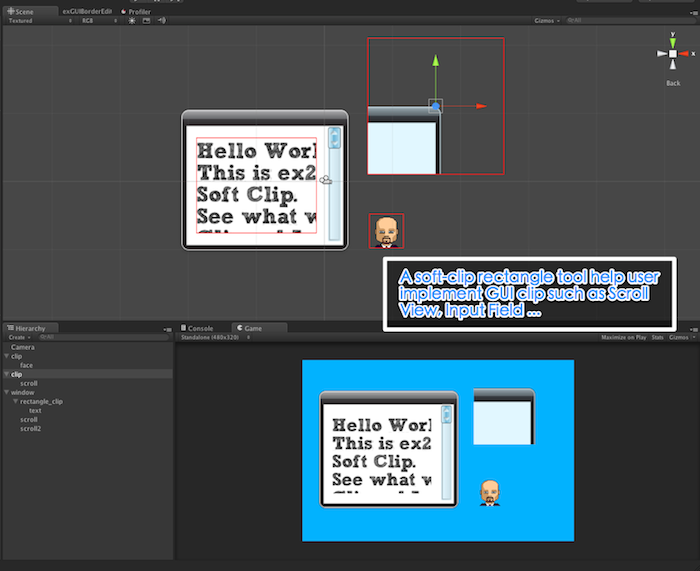 Scene
exGUIBorderEdit
Profiler
Textured
RGB
Gizmos
All
y
x
Back
Hello Worl
This is ex2
Soft Clip.
See what w
A soft-clip rectangle tool help user
implement GUI clip such as Scroll
View, Input Field ...
Hierarchy
Create
All
Camera
clip
face
clip
scroll
window
rectangle_clip
text
scroll
scroll2
Console
Game
Standalone (480x320)
Maximize on Play
Stats
Gizmos
Hello Worl
This is ex2
Soft Clip.
See what w